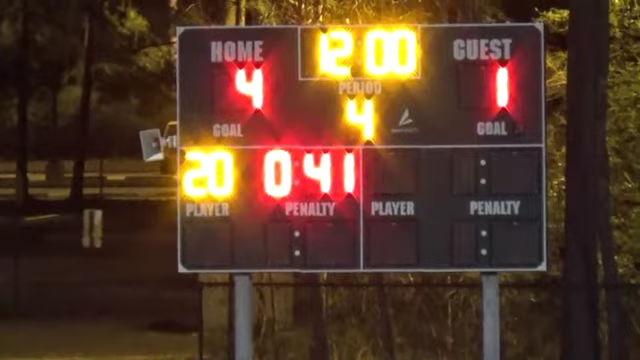 HOME 12:00 GUEST
4 PERIOD 1
GOAL 4 GOAL
20 0:41
PLAYER PENALTY PLAYER PENALTY